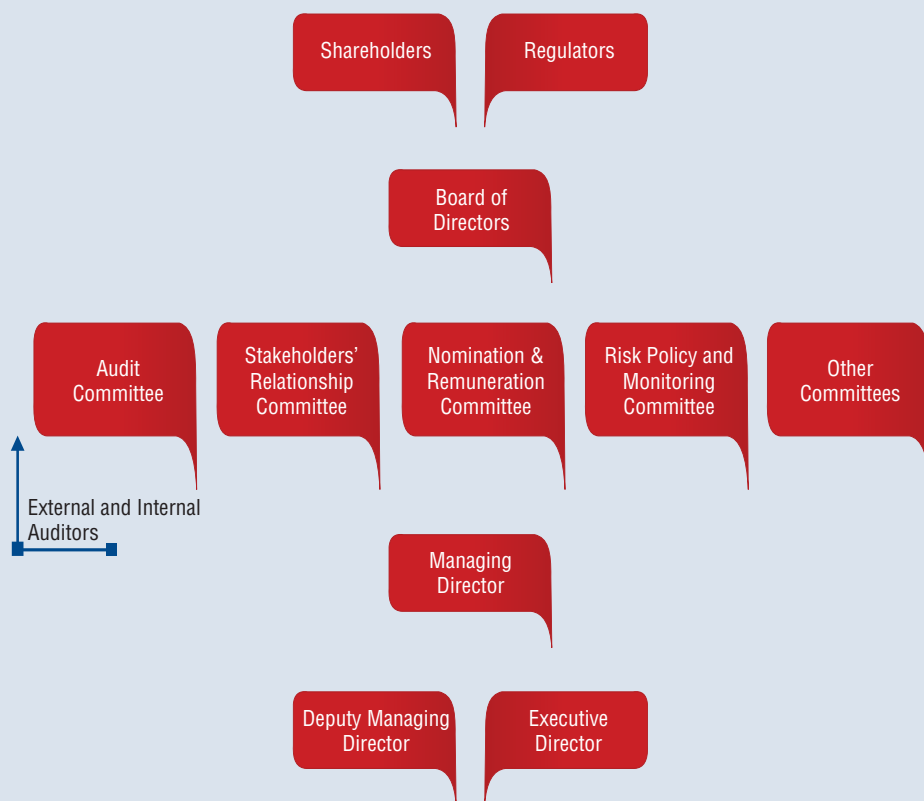 Shareholders
Regulators
Board of
Directors
Audit
Committee
Stakeholders’
Relationship
Committee
Nomination &
Remuneration
Committee
Risk Policy and
Monitoring
Committee
Other
Committees
External and Internal
Auditors
Managing
Director
Deputy Managing
Director
Executive
Director